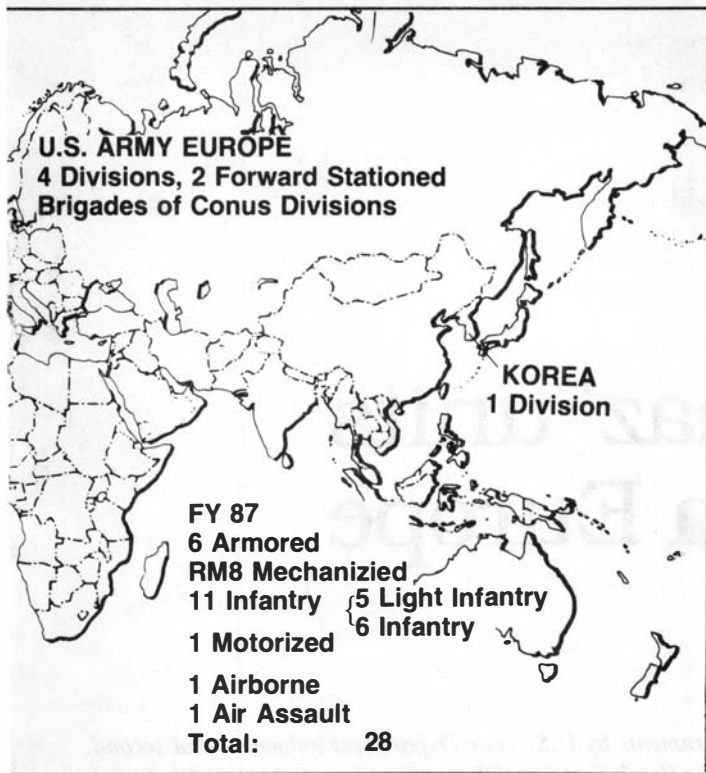 U.S. ARMY EUROPE
4 Divisions, 2 Forward Stationed
Brigades of Conus Divisions
KOREA
1 Division
FY 87
6 Armored
RM8 Mechanizied
11 Infantry { 5 Light Infantry
6 Infantry
1 Motorized
1 Airborne
1 Air Assault
Total: 28